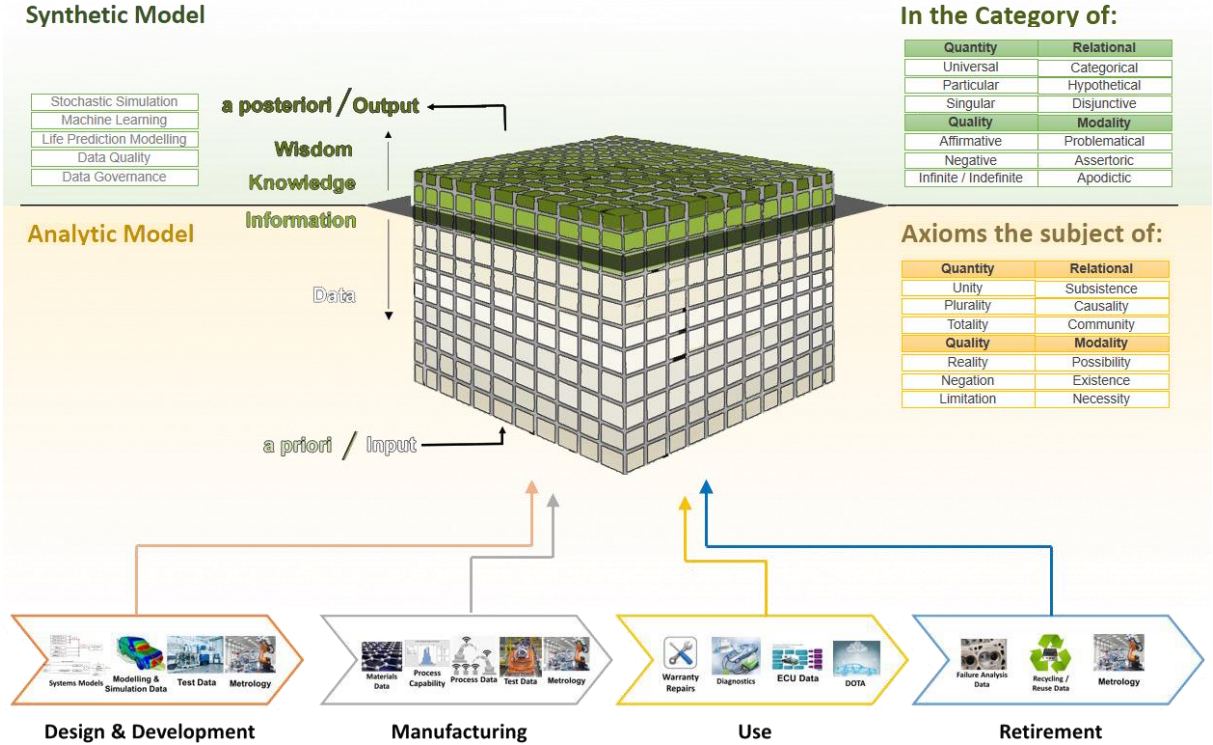 Synthetic Model
In the Category of:
Quantity Relational
Universal Categorical
Particular Hypothetical
Singular Disjunctive
Quality Modality
Affirmative Problematical
Negative Assertoric
Infinite / Indefinite Apodictic
Stochastic Simulation
Machine Learning
Life Prediction Modelling
Data Quality
Data Governance
a posteriori / Output
Wisdom
Knowledge
Information
Analytic Model
Data
a priori / Input
Axioms the subject of:
Quantity Relational
Unity Subsistence
Plurality Causality
Totality Community
Quality Modality
Reality Possibility
Negation Existence
Limitation Necessity
Systems Models
Modelling &
Simulation Data
Test Data
Metrology
Materials
Data
Process
Capability
Process Data
Test Data
Metrology
Warranty
Repairs
Diagnostics
ECU Data
DOTA
Failure Analysis
Data
Recycling /
Reuse Data
Metrology
Design & Development
Manufacturing
Use
Retirement